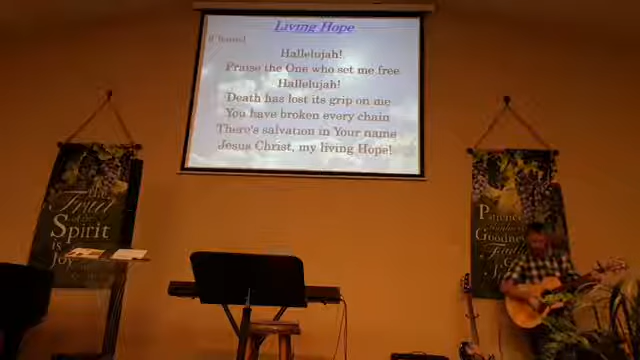 Living Hope
Hallelujah!
Praise the One who set me free
Hallelujah!
Death has lost its grip on me
You have broken every chain
There's salvation in Your name
Jesus Christ, my living Hope!
Fruit
of the
Spirit
is
Joy
Patience
Goodness